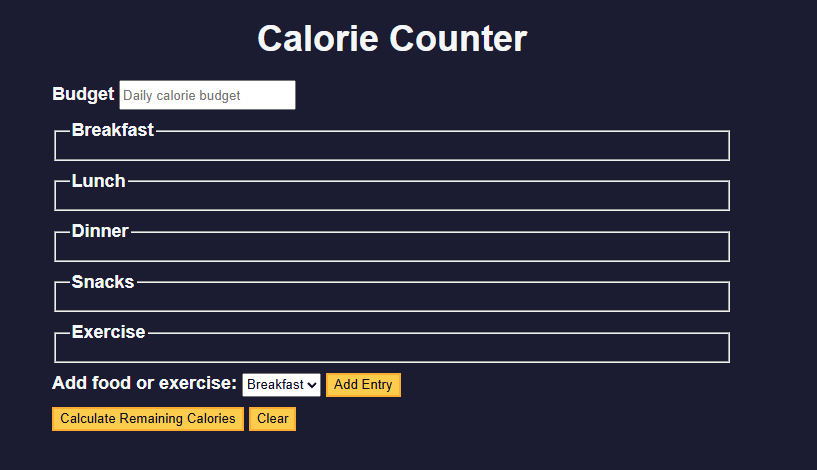 Calorie Counter
Budget Daily calorie budget
Breakfast
Lunch
Dinner
Snacks
Exercise
Add food or exercise: Breakfast Add Entry
Calculate Remaining Calories Clear